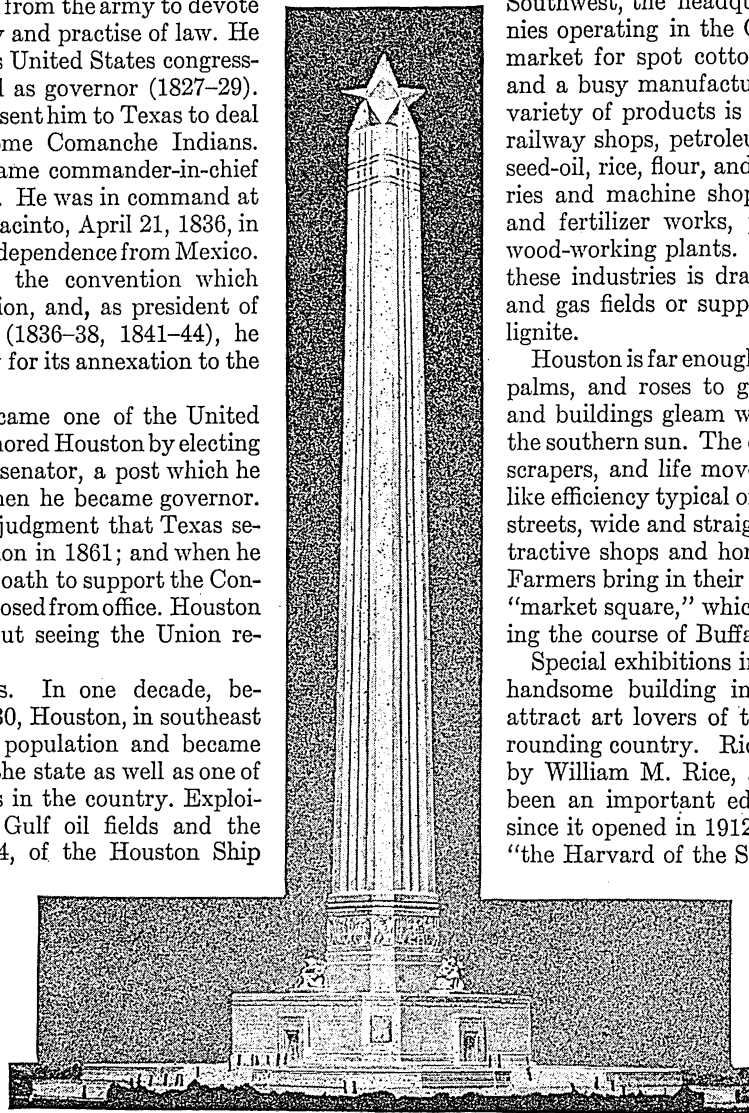 from the army to devote
y and practise of law. He
s United States congress-
d as governor (1827–29).
sent him to Texas to deal
ome Comanche Indians.
ame commander-in-chief
. He was in command at
acinto, April 21, 1836, in
dependence from Mexico.
the convention which
ion, and, as president of
(1836–38, 1841–44), he
y for its annexation to the
came one of the United
nored Houston by electing
senator, a post which he
hen he became governor.
judgment that Texas se-
ion in 1861; and when he
oath to support the Con-
posed from office. Houston
ut seeing the Union re-
s. In one decade, be-
30, Houston, in southeast
population and became
he state as well as one of
s in the country. Exploi-
Gulf oil fields and the
4, of the Houston Ship
Southwest, the headqu
nies operating in the G
market for spot cotto
and a busy manufactu
variety of products is
railway shops, petroleu
seed-oil, rice, flour, and
ries and machine shop
and fertilizer works, p
wood-working plants.
these industries is dra
and gas fields or supp
lignite.
Houston is far enough
palms, and roses to g
and buildings gleam w
the southern sun. The c
scrapers, and life mov
like efficiency typical o
streets, wide and straig
tractive shops and hom
Farmers bring in their
“market square,” whic
ing the course of Buffa
Special exhibitions in
handsome building in
attract art lovers of t
rounding country. Ric
by William M. Rice,
been an important ed
since it opened in 1912
“the Harvard of the S